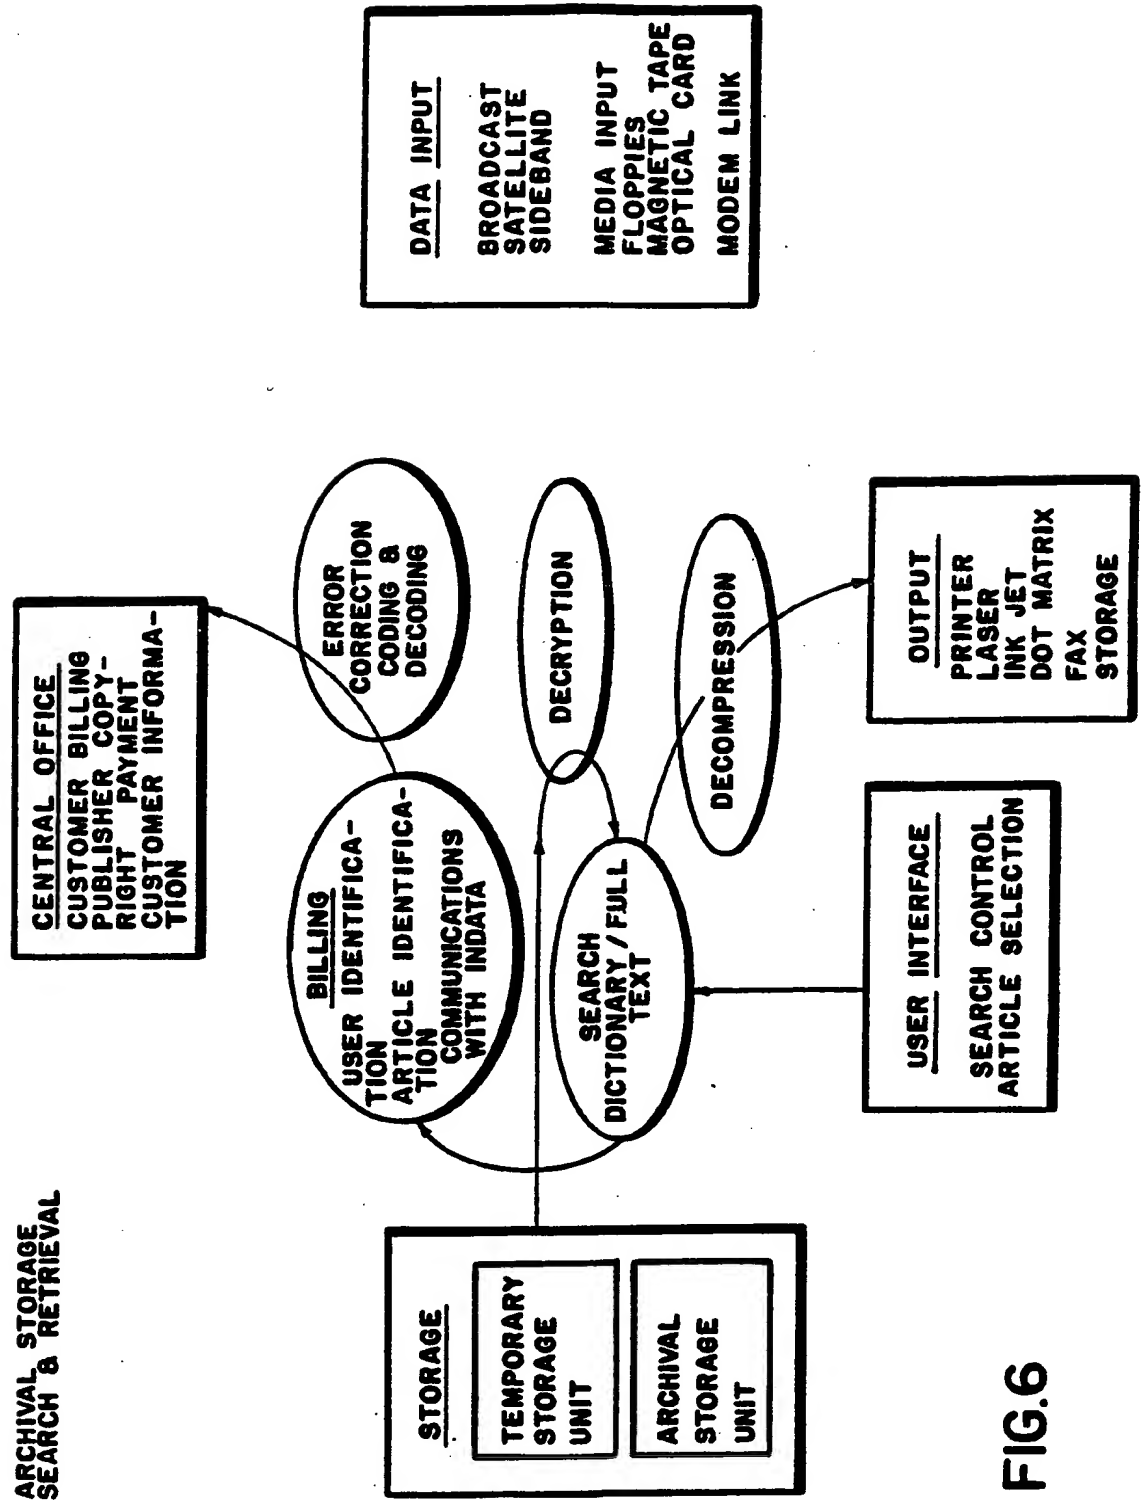 ARCHIVAL STORAGE
SEARCH & RETRIEVAL
CENTRAL OFFICE
CUSTOMER BILLING
PUBLISHER COPY-
RIGHT PAYMENT
CUSTOMER INFORMA-
TION
BILLING
USER IDENTIFICA-
TION
ARTICLE IDENTIFICA-
TION
COMMUNICATIONS
WITH INDATA
ERROR
CORRECTION
CODING &
DECODING
DATA INPUT
BROADCAST
SATELLITE
SIDEBAND
MEDIA INPUT
FLOPPIES
MAGNETIC TAPE
OPTICAL CARD
MODEM LINK
STORAGE
TEMPORARY
STORAGE
UNIT
ARCHIVAL
STORAGE
UNIT
SEARCH
DICTIONARY/FULL
TEXT
DECRYPTION
DECOMPRESSION
USER INTERFACE
SEARCH CONTROL
ARTICLE SELECTION
OUTPUT
PRINTER
LASER
INK JET
DOT MATRIX
FAX
STORAGE
FIG.6